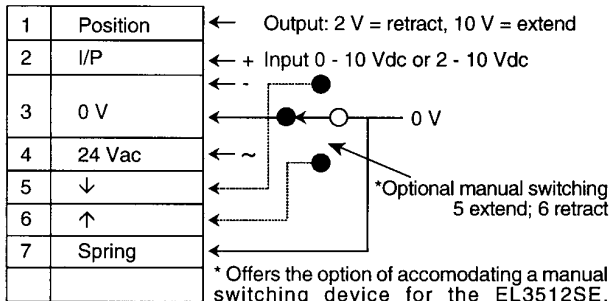 1 Position Output: 2 V = retract, 10 V = extend
2 I/P + Input 0 - 10 Vdc or 2 - 10 Vdc
-
3 0 V 0 V
4 24 Vac ~
5 ↓ *Optional manual switching
5 extend; 6 retract
6 ↑
7 Spring
* Offers the option of accomodating a manual
switching device for the EL3512SE.